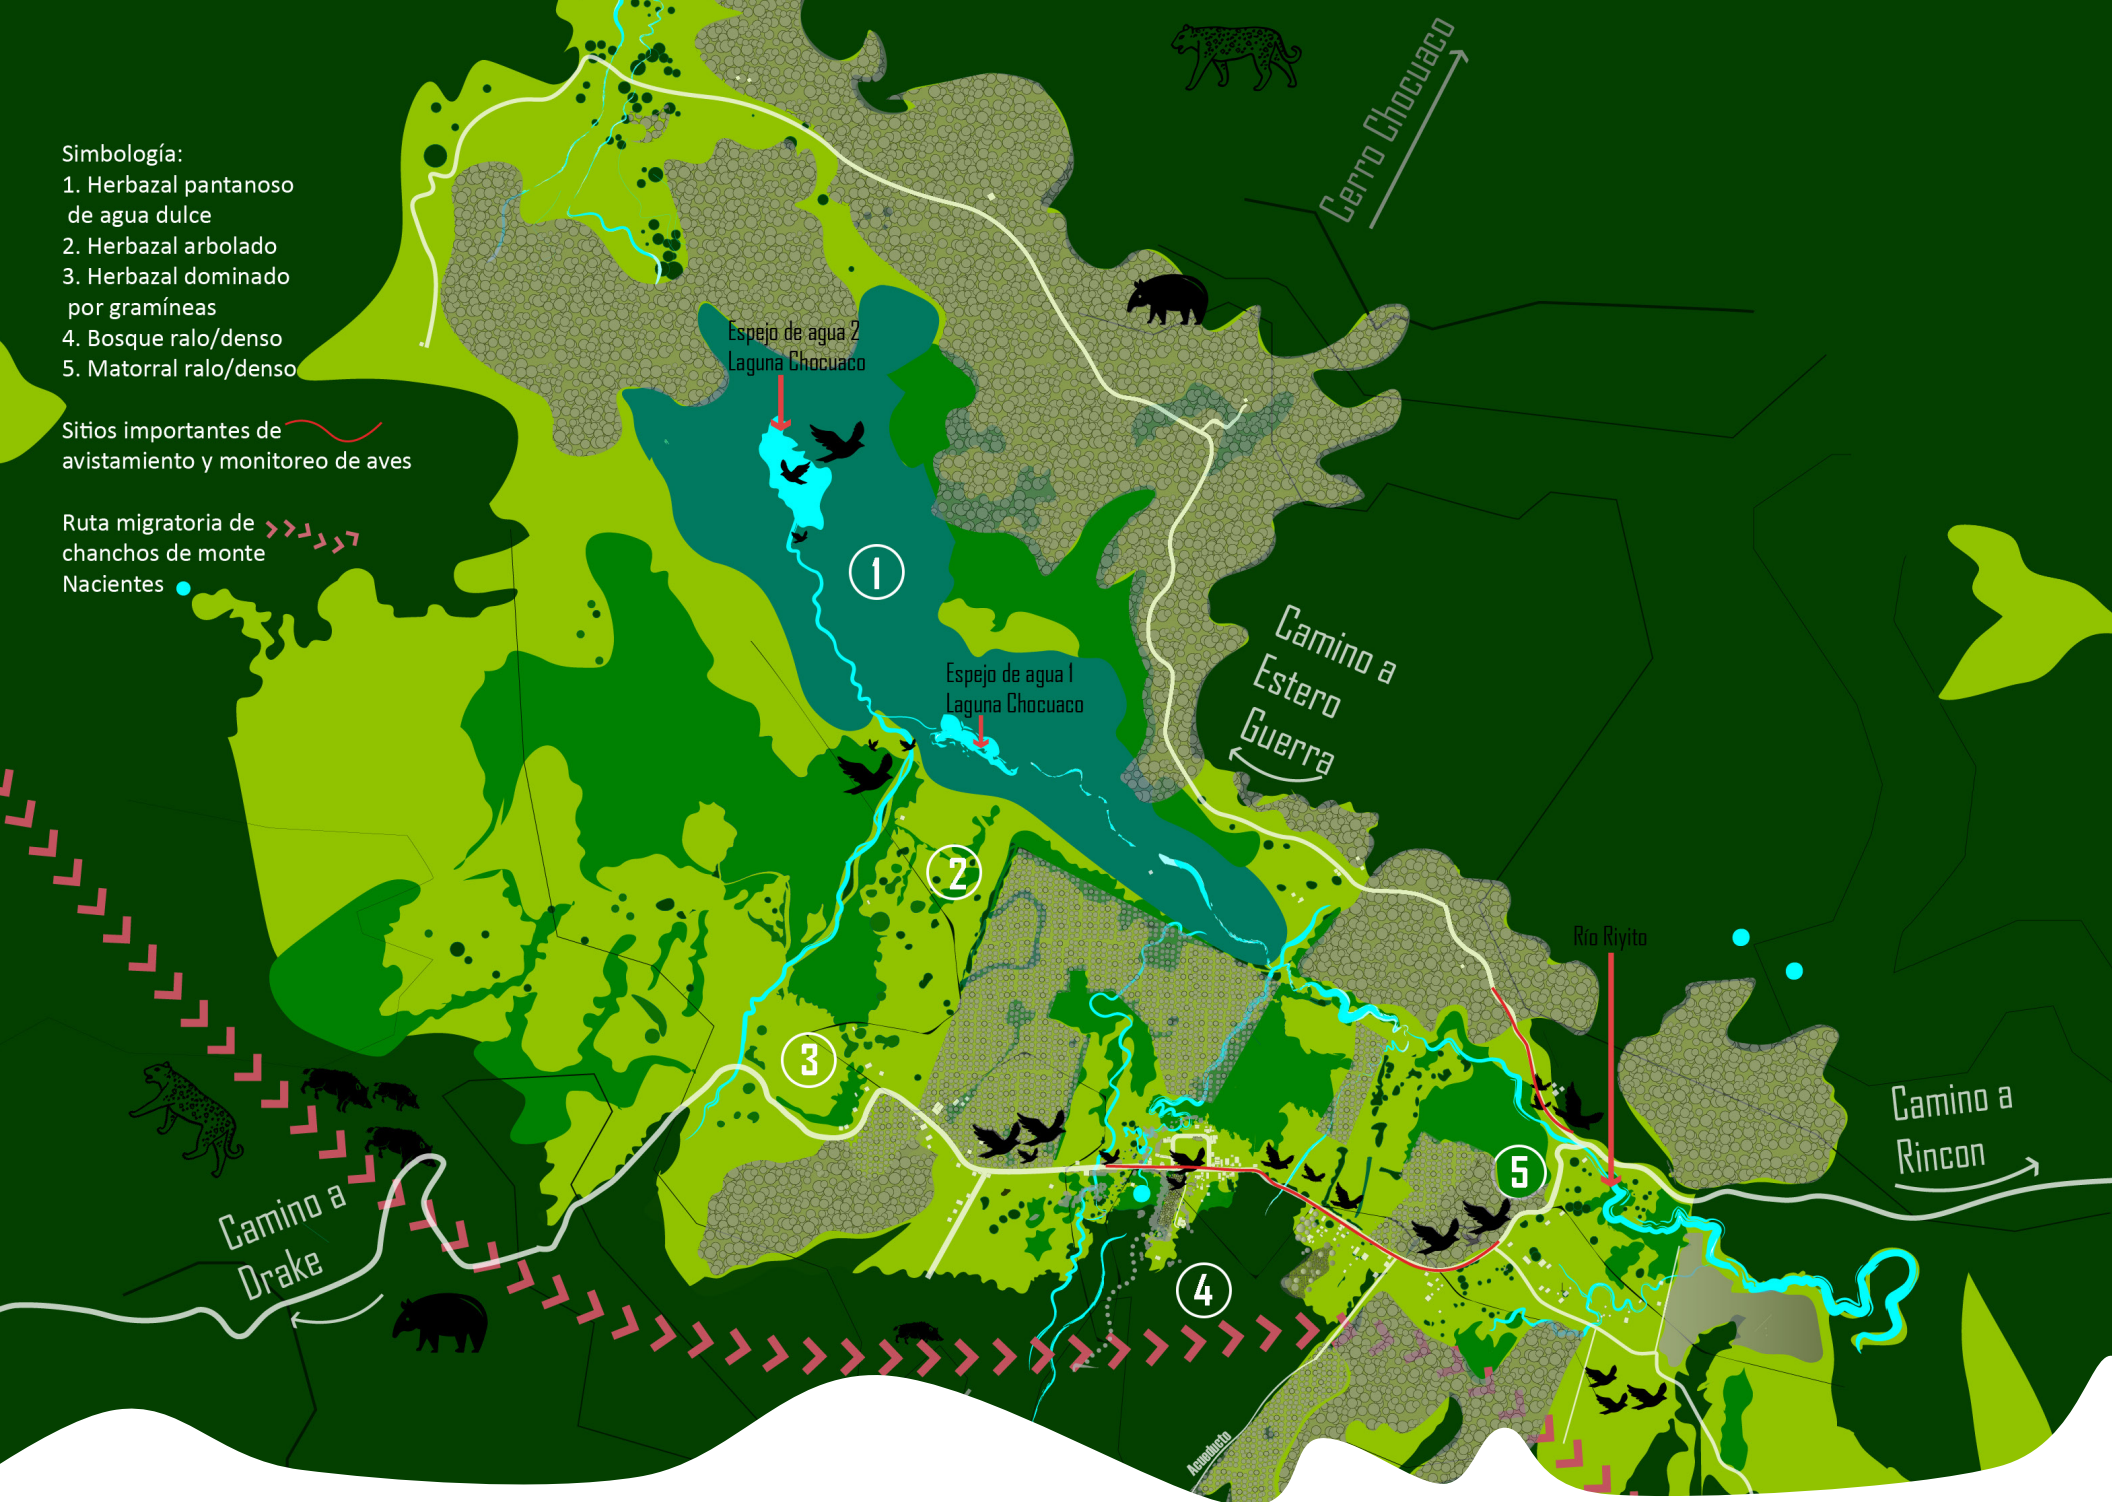 Simbología:
1. Herbazal pantanoso
de agua dulce
2. Herbazal arbolado
3. Herbazal dominado
por gramíneas
4. Bosque ralo/denso
5. Matorral ralo/denso
Sitios importantes de
avistamiento y monitoreo de aves
Ruta migratoria de
chanchos de monte
Nacientes
Cerro Chocuaco
Espejo de agua 2
Laguna Chocuaco
1
Camino a
Estero
Guerra
Espejo de agua 1
Laguna Chocuaco
2
Río Riyito
3
Camino a
Rincon
5
Camino a
Drake
4
Acueducto